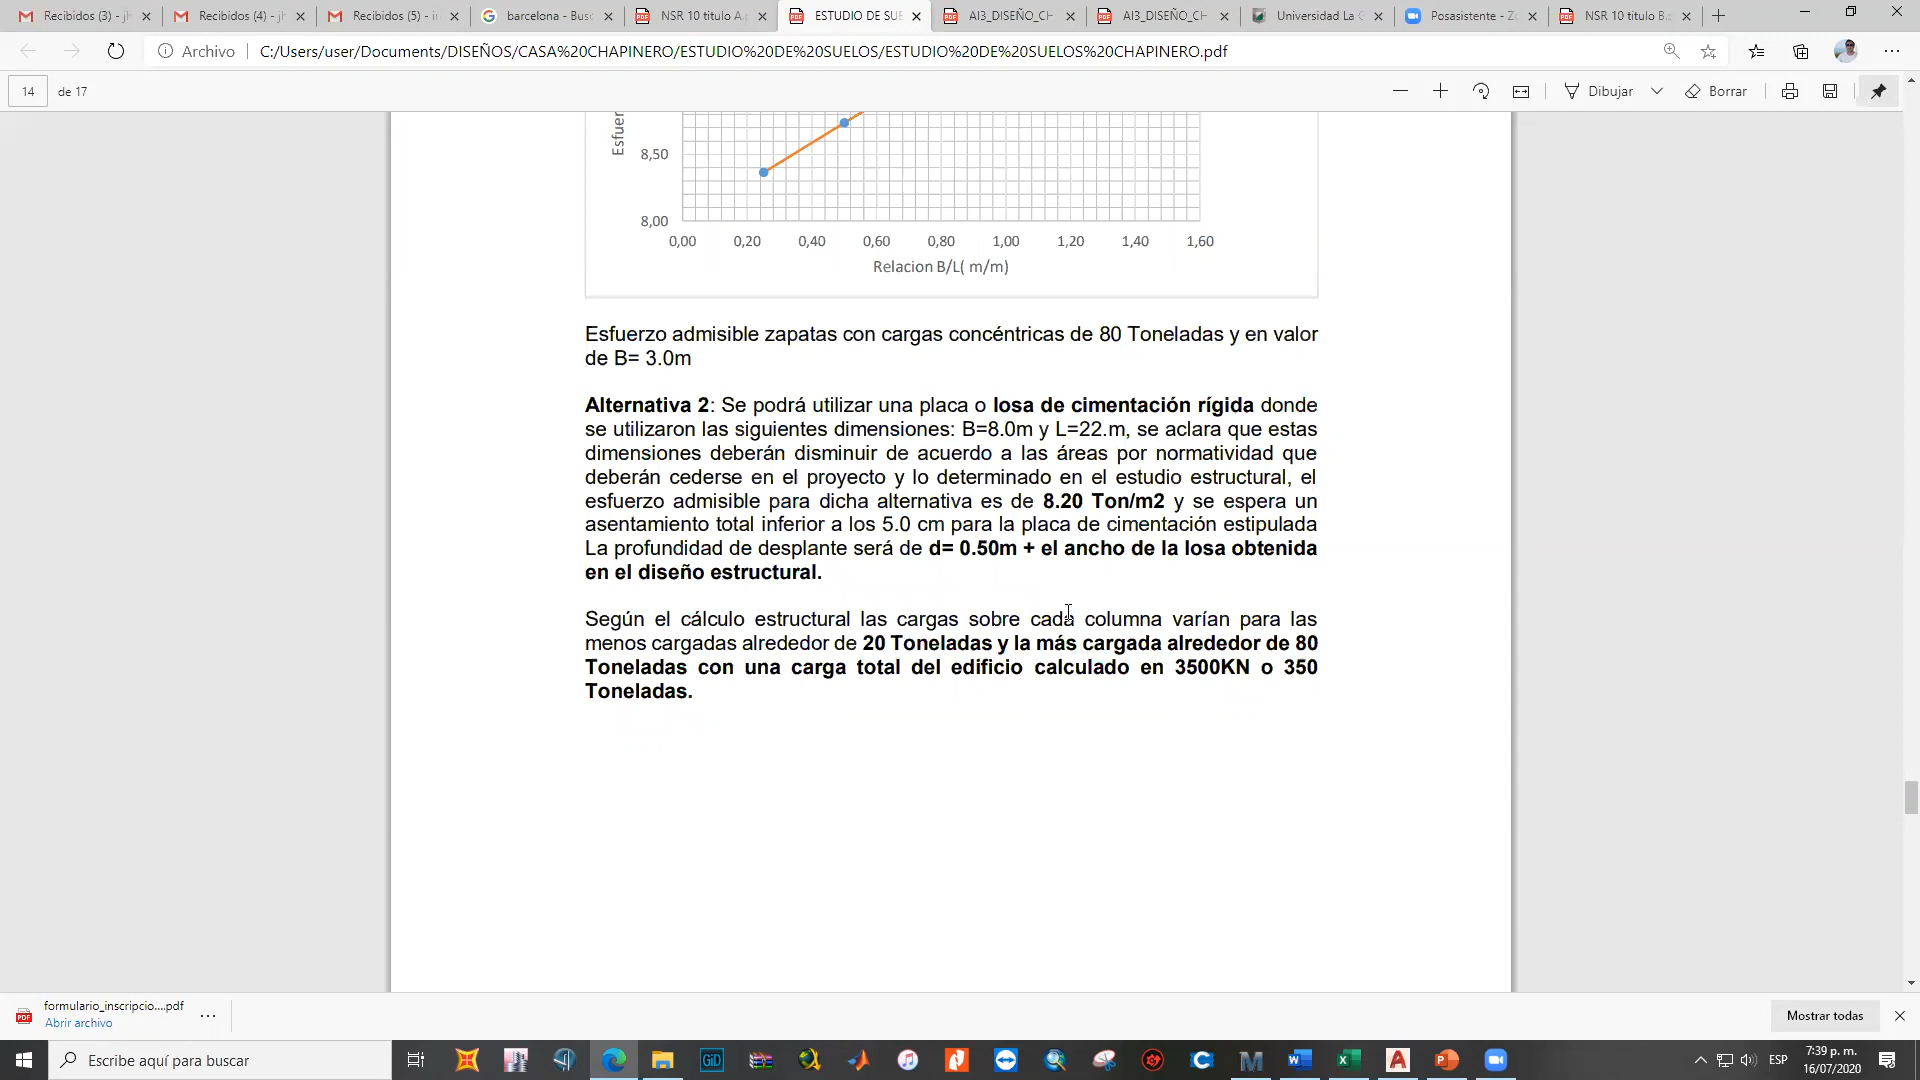 Recibidos (3) - jh
Recibidos (4) - jh
Recibidos (5) - in
barcelona - Busc
NSR 10 titulo A.p
ESTUDIO DE SUE
AI3_DISEÑO_CH
AI3_DISEÑO_CH
Universidad La G
Posasistente - Zo
NSR 10 titulo B.p
Archivo
C:/Users/user/Documents/DISEÑOS/CASA%20CHAPINERO/ESTUDIO%20DE%20SUELOS/ESTUDIO%20DE%20SUELOS%20CHAPINERO.pdf
14 de 17
Dibujar
Borrar
Esfuer
8,50
8,00
0,00 0,20 0,40 0,60 0,80 1,00 1,20 1,40 1,60
Relacion B/L( m/m)
Esfuerzo admisible zapatas con cargas concéntricas de 80 Toneladas y en valor
de B= 3.0m
Alternativa 2: Se podrá utilizar una placa o losa de cimentación rígida donde
se utilizaron las siguientes dimensiones: B=8.0m y L=22.m, se aclara que estas
dimensiones deberán disminuir de acuerdo a las áreas por normatividad que
deberán cederse en el proyecto y lo determinado en el estudio estructural, el
esfuerzo admisible para dicha alternativa es de 8.20 Ton/m2 y se espera un
asentamiento total inferior a los 5.0 cm para la placa de cimentación estipulada
La profundidad de desplante será de d= 0.50m + el ancho de la losa obtenida
en el diseño estructural.
Según el cálculo estructural las cargas sobre cada columna varían para las
menos cargadas alrededor de 20 Toneladas y la más cargada alrededor de 80
Toneladas con una carga total del edificio calculado en 3500KN o 350
Toneladas.
formulario_inscripcio....pdf
Abrir archivo
Mostrar todas
Escribe aquí para buscar
GiD
ESP
7:39 p. m.
16/07/2020